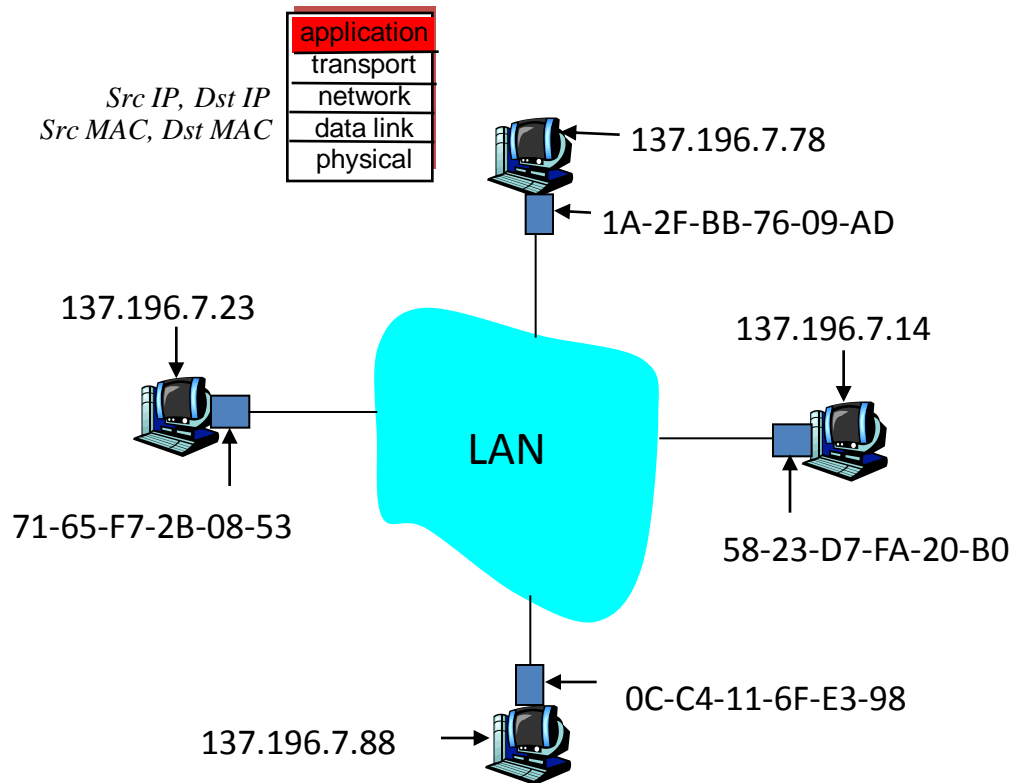 application
transport
Src IP, Dst IP
network
Src MAC, Dst MAC
data link
physical
137.196.7.78
1A-2F-BB-76-09-AD
137.196.7.23
137.196.7.14
LAN
71-65-F7-2B-08-53
58-23-D7-FA-20-B0
0C-C4-11-6F-E3-98
137.196.7.88